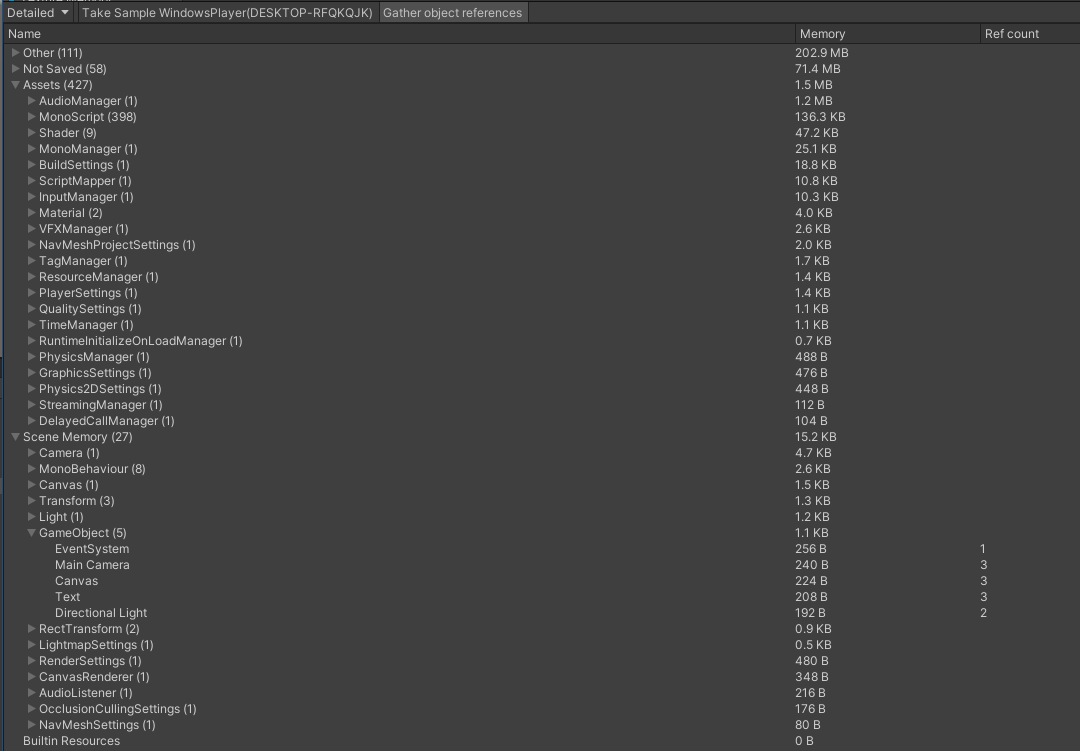 Detailed Take Sample WindowsPlayer(DESKTOP-RFQKQJK) Gather object references
Name Memory Ref count
Other (111) 202.9 MB
Not Saved (58) 71.4 MB
Assets (427) 1.5 MB
AudioManager (1) 1.2 MB
MonoScript (398) 136.3 KB
Shader (9) 47.2 KB
MonoManager (1) 25.1 KB
BuildSettings (1) 18.8 KB
ScriptMapper (1) 10.8 KB
InputManager (1) 10.3 KB
Material (2) 4.0 KB
VFXManager (1) 2.6 KB
NavMeshProjectSettings (1) 2.0 KB
TagManager (1) 1.7 KB
ResourceManager (1) 1.4 KB
PlayerSettings (1) 1.4 KB
QualitySettings (1) 1.1 KB
TimeManager (1) 1.1 KB
RuntimeInitializeOnLoadManager (1) 0.7 KB
PhysicsManager (1) 488 B
GraphicsSettings (1) 476 B
Physics2DSettings (1) 448 B
StreamingManager (1) 112 B
DelayedCallManager (1) 104 B
Scene Memory (27) 15.2 KB
Camera (1) 4.7 KB
MonoBehaviour (8) 2.6 KB
Canvas (1) 1.5 KB
Transform (3) 1.3 KB
Light (1) 1.2 KB
GameObject (5) 1.1 KB
EventSystem 256 B 1
Main Camera 240 B 3
Canvas 224 B 3
Text 208 B 3
Directional Light 192 B 2
RectTransform (2) 0.9 KB
LightmapSettings (1) 0.5 KB
RenderSettings (1) 480 B
CanvasRenderer (1) 348 B
AudioListener (1) 216 B
OcclusionCullingSettings (1) 176 B
NavMeshSettings (1) 80 B
Builtin Resources 0 B